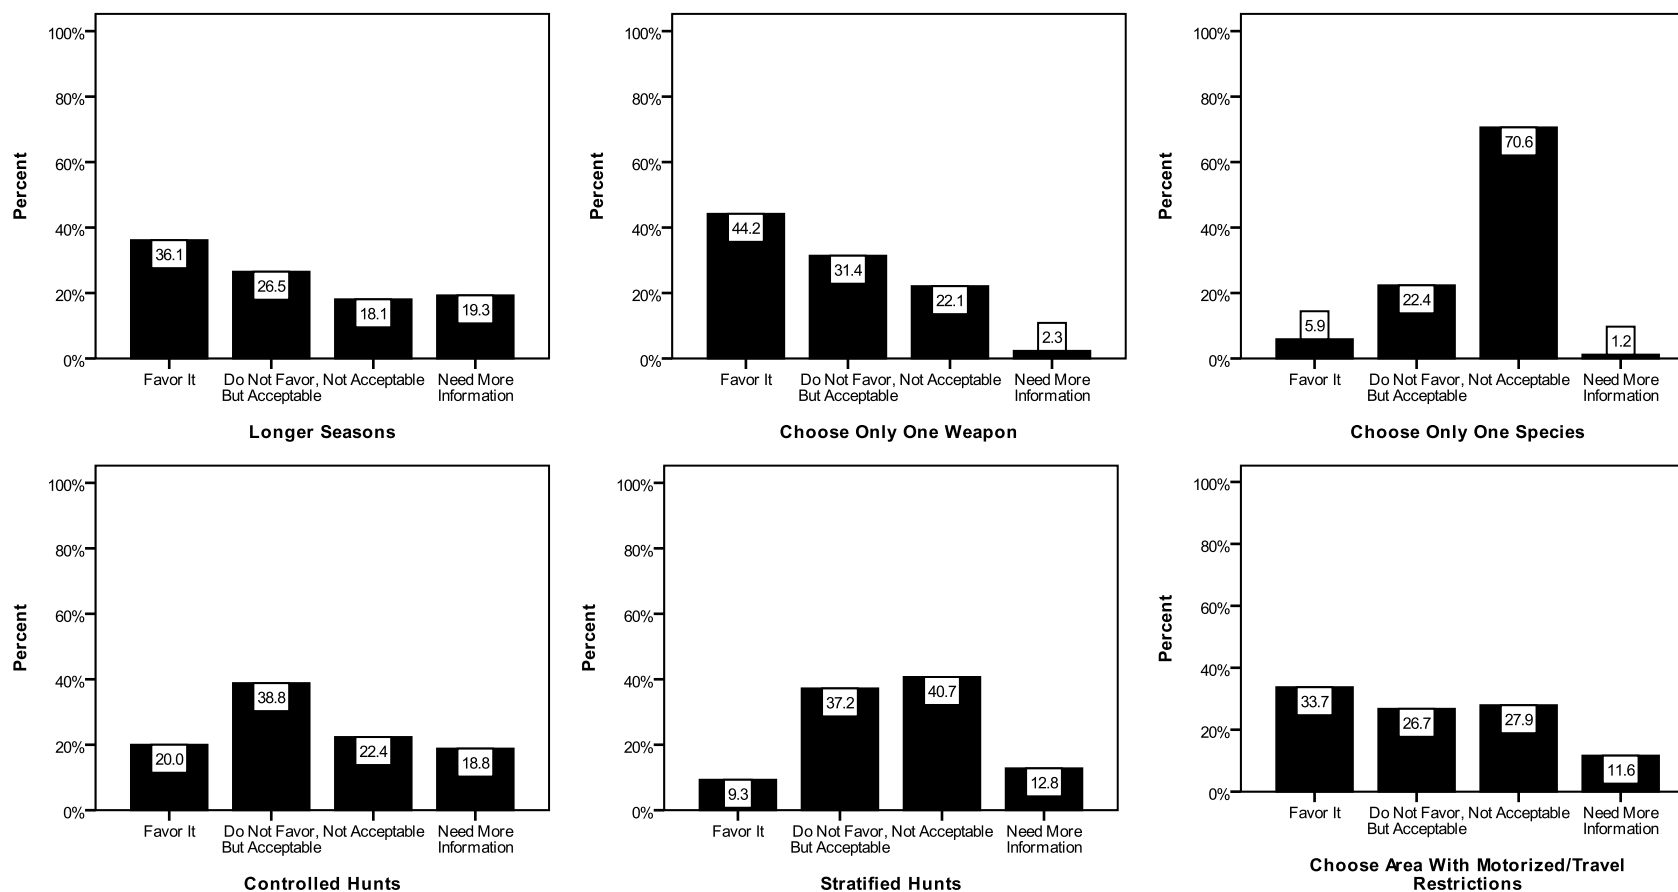 100%
80%
60%
40%
20%
0%
Percent
36.1
26.5
18.1
19.3
Favor It
Do Not Favor, But Acceptable
Not Acceptable
Need More Information
Longer Seasons
100%
80%
60%
40%
20%
0%
Percent
44.2
31.4
22.1
2.3
Favor It
Do Not Favor, But Acceptable
Not Acceptable
Need More Information
Choose Only One Weapon
100%
80%
60%
40%
20%
0%
Percent
5.9
22.4
70.6
1.2
Favor It
Do Not Favor, But Acceptable
Not Acceptable
Need More Information
Choose Only One Species
100%
80%
60%
40%
20%
0%
Percent
20.0
38.8
22.4
18.8
Favor It
Do Not Favor, But Acceptable
Not Acceptable
Need More Information
Controlled Hunts
100%
80%
60%
40%
20%
0%
Percent
9.3
37.2
40.7
12.8
Favor It
Do Not Favor, But Acceptable
Not Acceptable
Need More Information
Stratified Hunts
100%
80%
60%
40%
20%
0%
Percent
33.7
26.7
27.9
11.6
Favor It
Do Not Favor, But Acceptable
Not Acceptable
Need More Information
Choose Area With Motorized/Travel
Restrictions